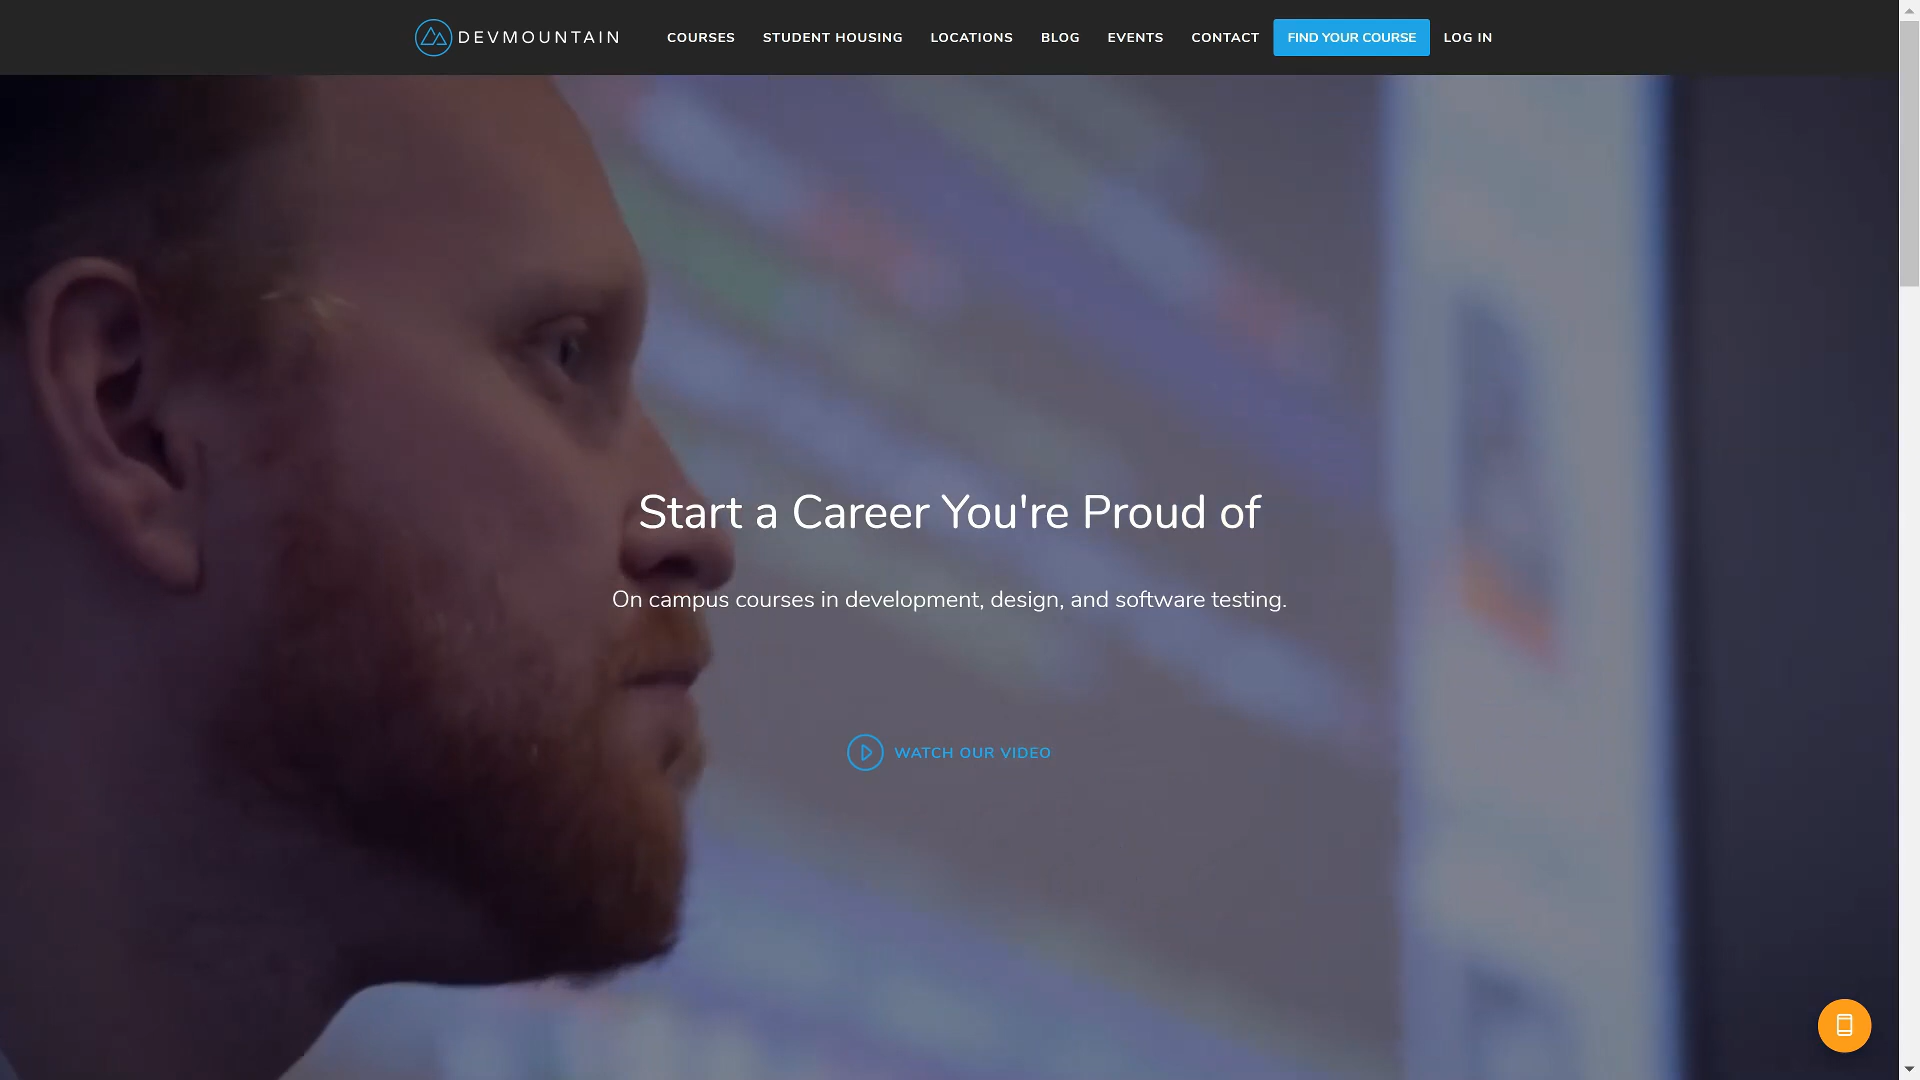 DEVMOUNTAIN
COURSES
STUDENT HOUSING
LOCATIONS
BLOG
EVENTS
CONTACT
FIND YOUR COURSE
LOG IN
Start a Career You're Proud of
On campus courses in development, design, and software testing.
WATCH OUR VIDEO